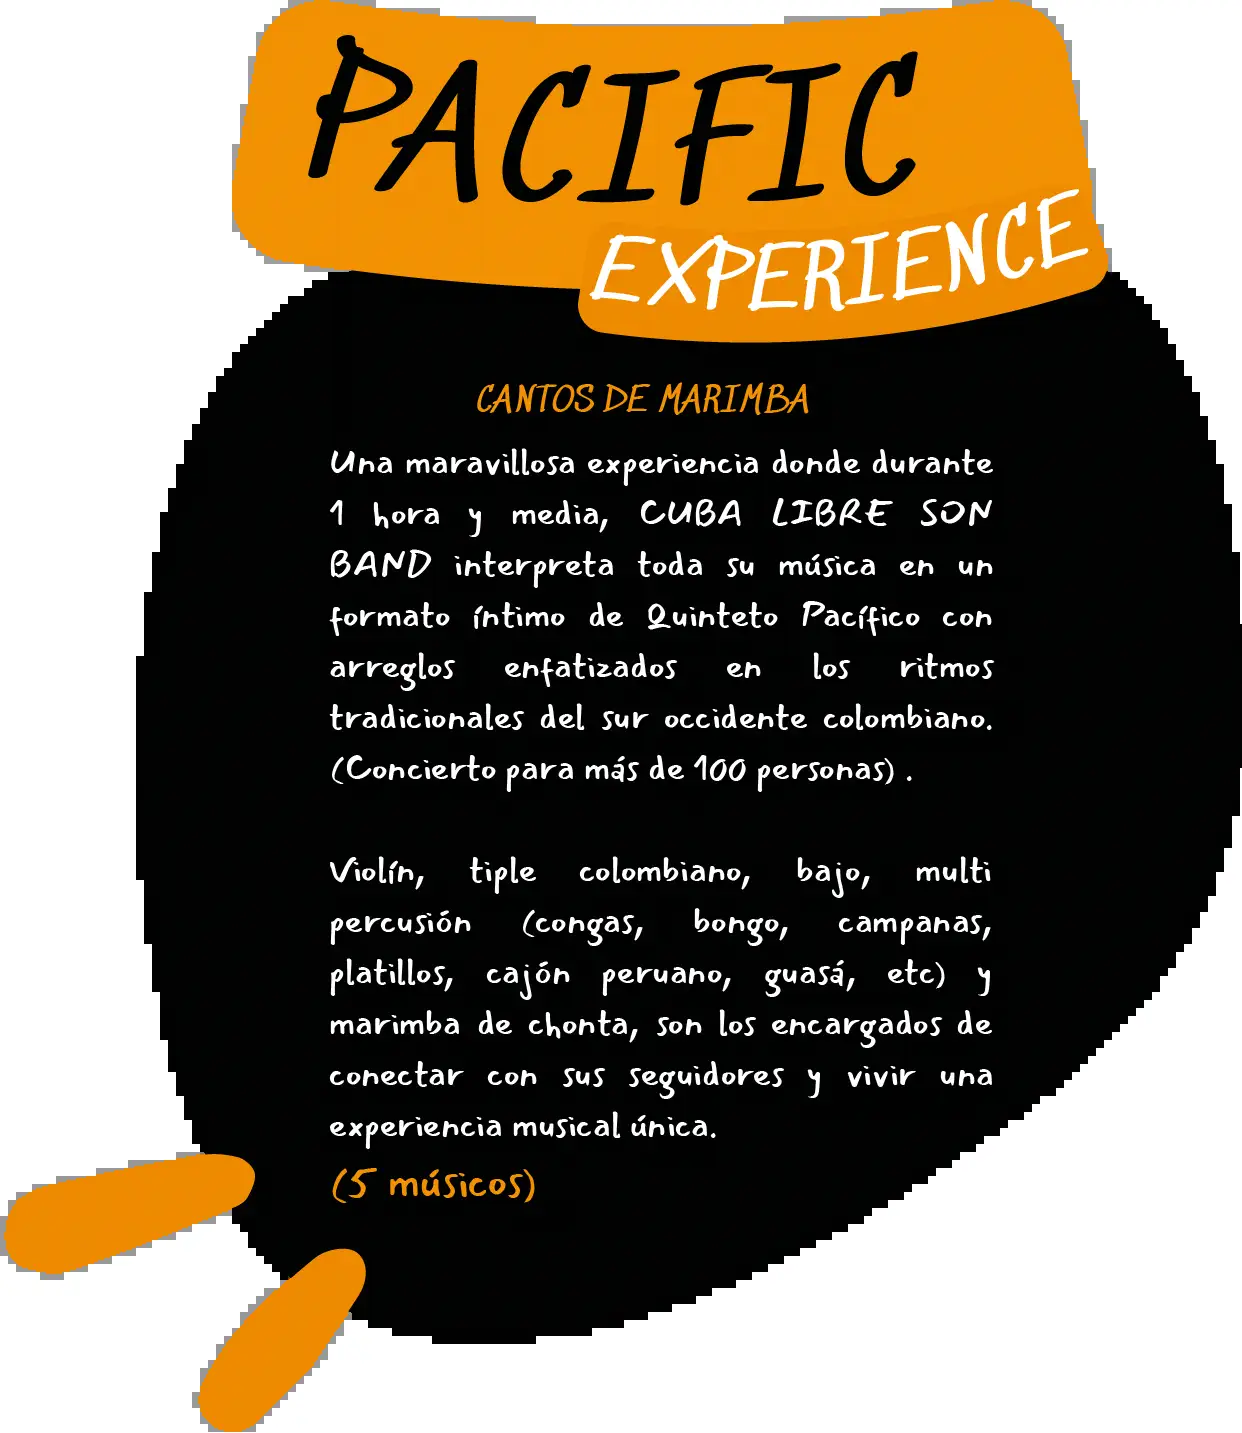 PACIFIC
EXPERIENCE
CANTOS DE MARIMBA
Una maravillosa experiencia donde durante
1 hora y media, CUBA LIBRE SON
BAND interpreta toda su música en un
formato íntimo de Quinteto Pacífico con
arreglos enfatizados en los ritmos
tradicionales del sur occidente colombiano.
(Concierto para más de 100 personas) .
Violín, tiple colombiano, bajo, multi
percusión (congas, bongo, campanas,
platillos, cajón peruano, guasá, etc) y
marimba de chonta, son los encargados de
conectar con sus seguidores y vivir una
experiencia musical única.
(5 músicos)